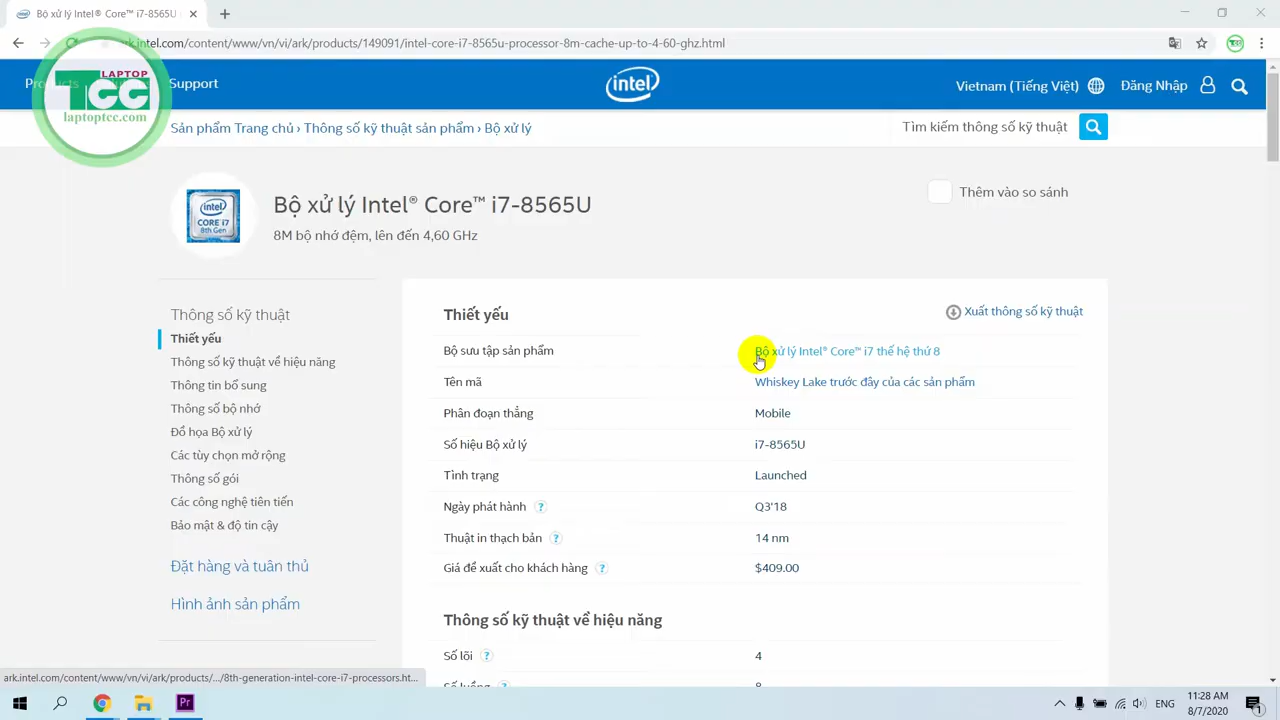 Bộ xử lý Intel® Core™ i7-8565U
ark.intel.com/content/www/vn/vi/ark/products/149091/intel-core-i7-8565u-processor-8m-cache-up-to-4-60-ghz.html
Products
Support
intel
Vietnam (Tiếng Việt)
Đăng Nhập
LAPTOP
TCC
laptoptcc.com
Sản phẩm Trang chủ › Thông số kỹ thuật sản phẩm › Bộ xử lý
Tìm kiếm thông số kỹ thuật
intel
CORE i7
8th Gen
Bộ xử lý Intel® Core™ i7-8565U
8M bộ nhớ đệm, lên đến 4,60 GHz
Thêm vào so sánh
Thông số kỹ thuật
Thiết yếu
Thông số kỹ thuật về hiệu năng
Thông tin bổ sung
Thông số bộ nhớ
Đồ họa Bộ xử lý
Các tùy chọn mở rộng
Thông số gói
Các công nghệ tiên tiến
Bảo mật & độ tin cậy
Đặt hàng và tuân thủ
Hình ảnh sản phẩm
Thiết yếu
Xuất thông số kỹ thuật
Bộ sưu tập sản phẩm Bộ xử lý Intel® Core™ i7 thế hệ thứ 8
Tên mã Whiskey Lake trước đây của các sản phẩm
Phân đoạn thẳng Mobile
Số hiệu Bộ xử lý i7-8565U
Tình trạng Launched
Ngày phát hành ? Q3'18
Thuật in thạch bản ? 14 nm
Giá đề xuất cho khách hàng ? $409.00
Thông số kỹ thuật về hiệu năng
Số lõi ? 4
Số luồng ? 8
ark.intel.com/content/www/vn/vi/ark/products/.../8th-generation-intel-core-i7-processors.ht...
Pr
ENG
11:28 AM
8/7/2020
1